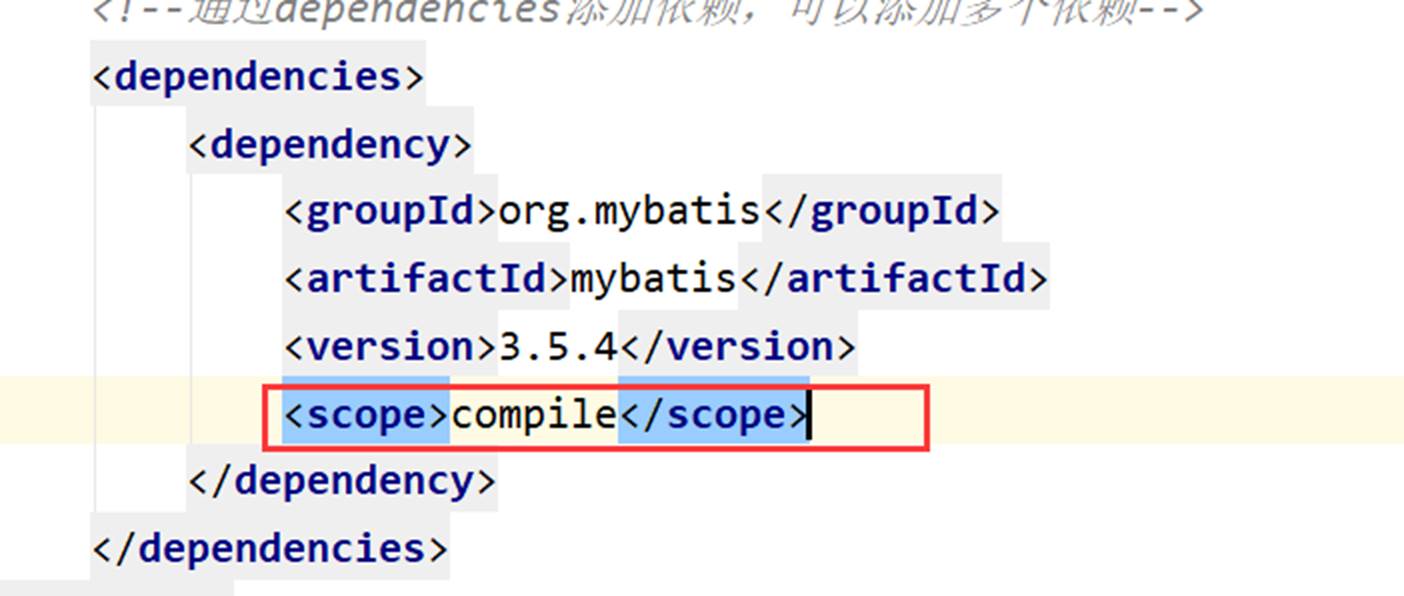 <!--通过dependencies添加依赖，可以添加多个依赖-->
<dependencies>
<dependency>
<groupId>org.mybatis</groupId>
<artifactId>mybatis</artifactId>
<version>3.5.4</version>
<scope>compile</scope>
</dependency>
</dependencies>